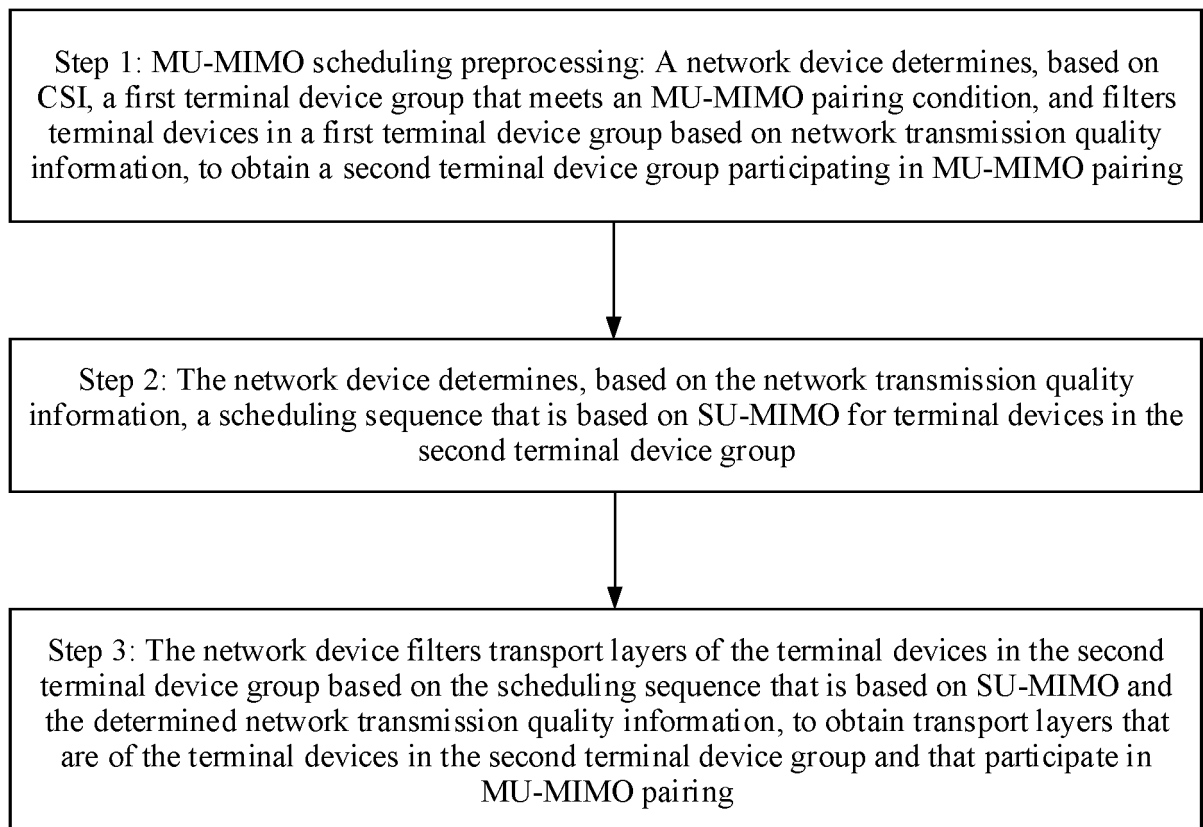 Step 1: MU-MIMO scheduling preprocessing: A network device determines, based on
CSI, a first terminal device group that meets an MU-MIMO pairing condition, and filters
terminal devices in a first terminal device group based on network transmission quality
information, to obtain a second terminal device group participating in MU-MIMO pairing
Step 2: The network device determines, based on the network transmission quality
information, a scheduling sequence that is based on SU-MIMO for terminal devices in the
second terminal device group
Step 3: The network device filters transport layers of the terminal devices in the second
terminal device group based on the scheduling sequence that is based on SU-MIMO and
the determined network transmission quality information, to obtain transport layers that
are of the terminal devices in the second terminal device group and that participate in
MU-MIMO pairing